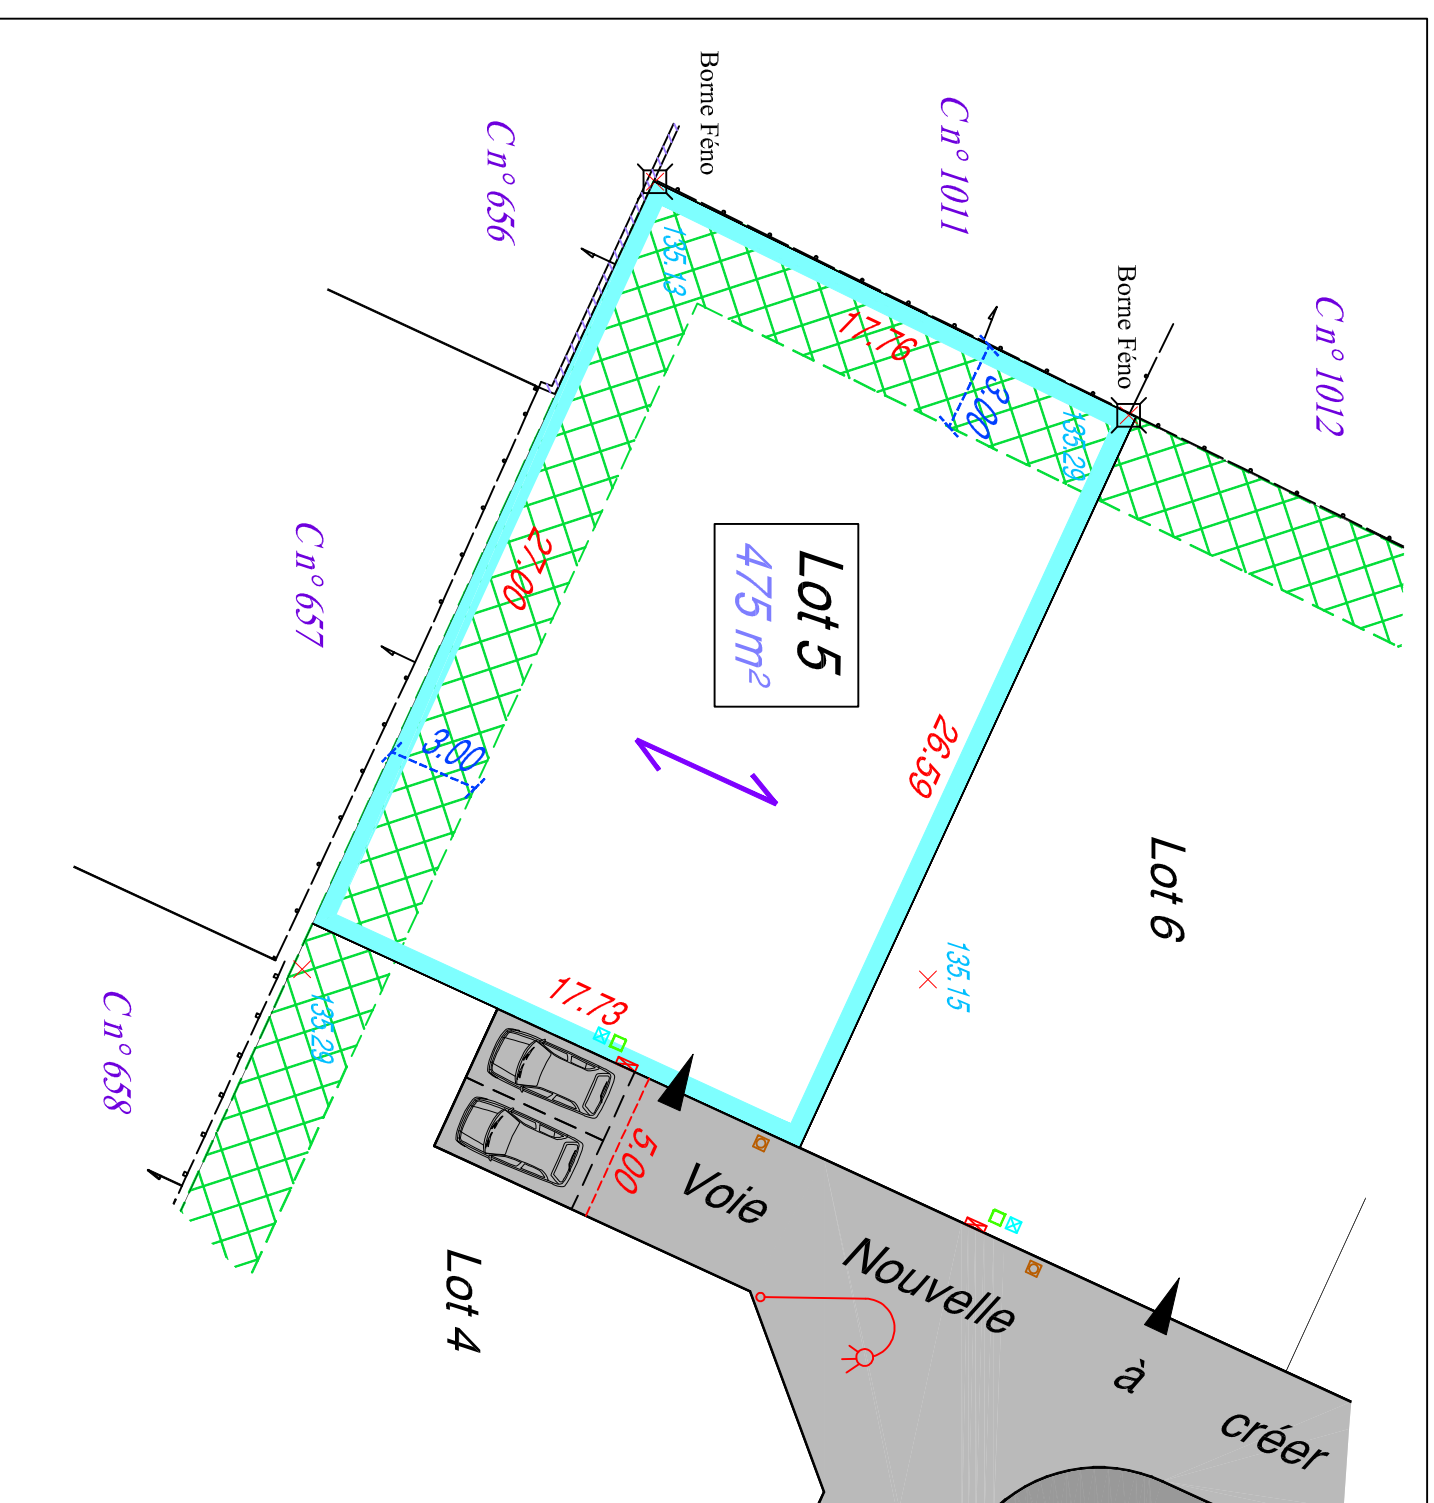 Borne Féno
C n° 1011
C n° 656
Borne Féno
C n° 1012
135.13
17.76
3.00
135.29
27.00
Lot 5
475 m²
C n° 657
26.59
3.00
Lot 6
135.15
17.73
135.29
C n° 658
5.00
Voie Nouvelle à créer
Lot 4